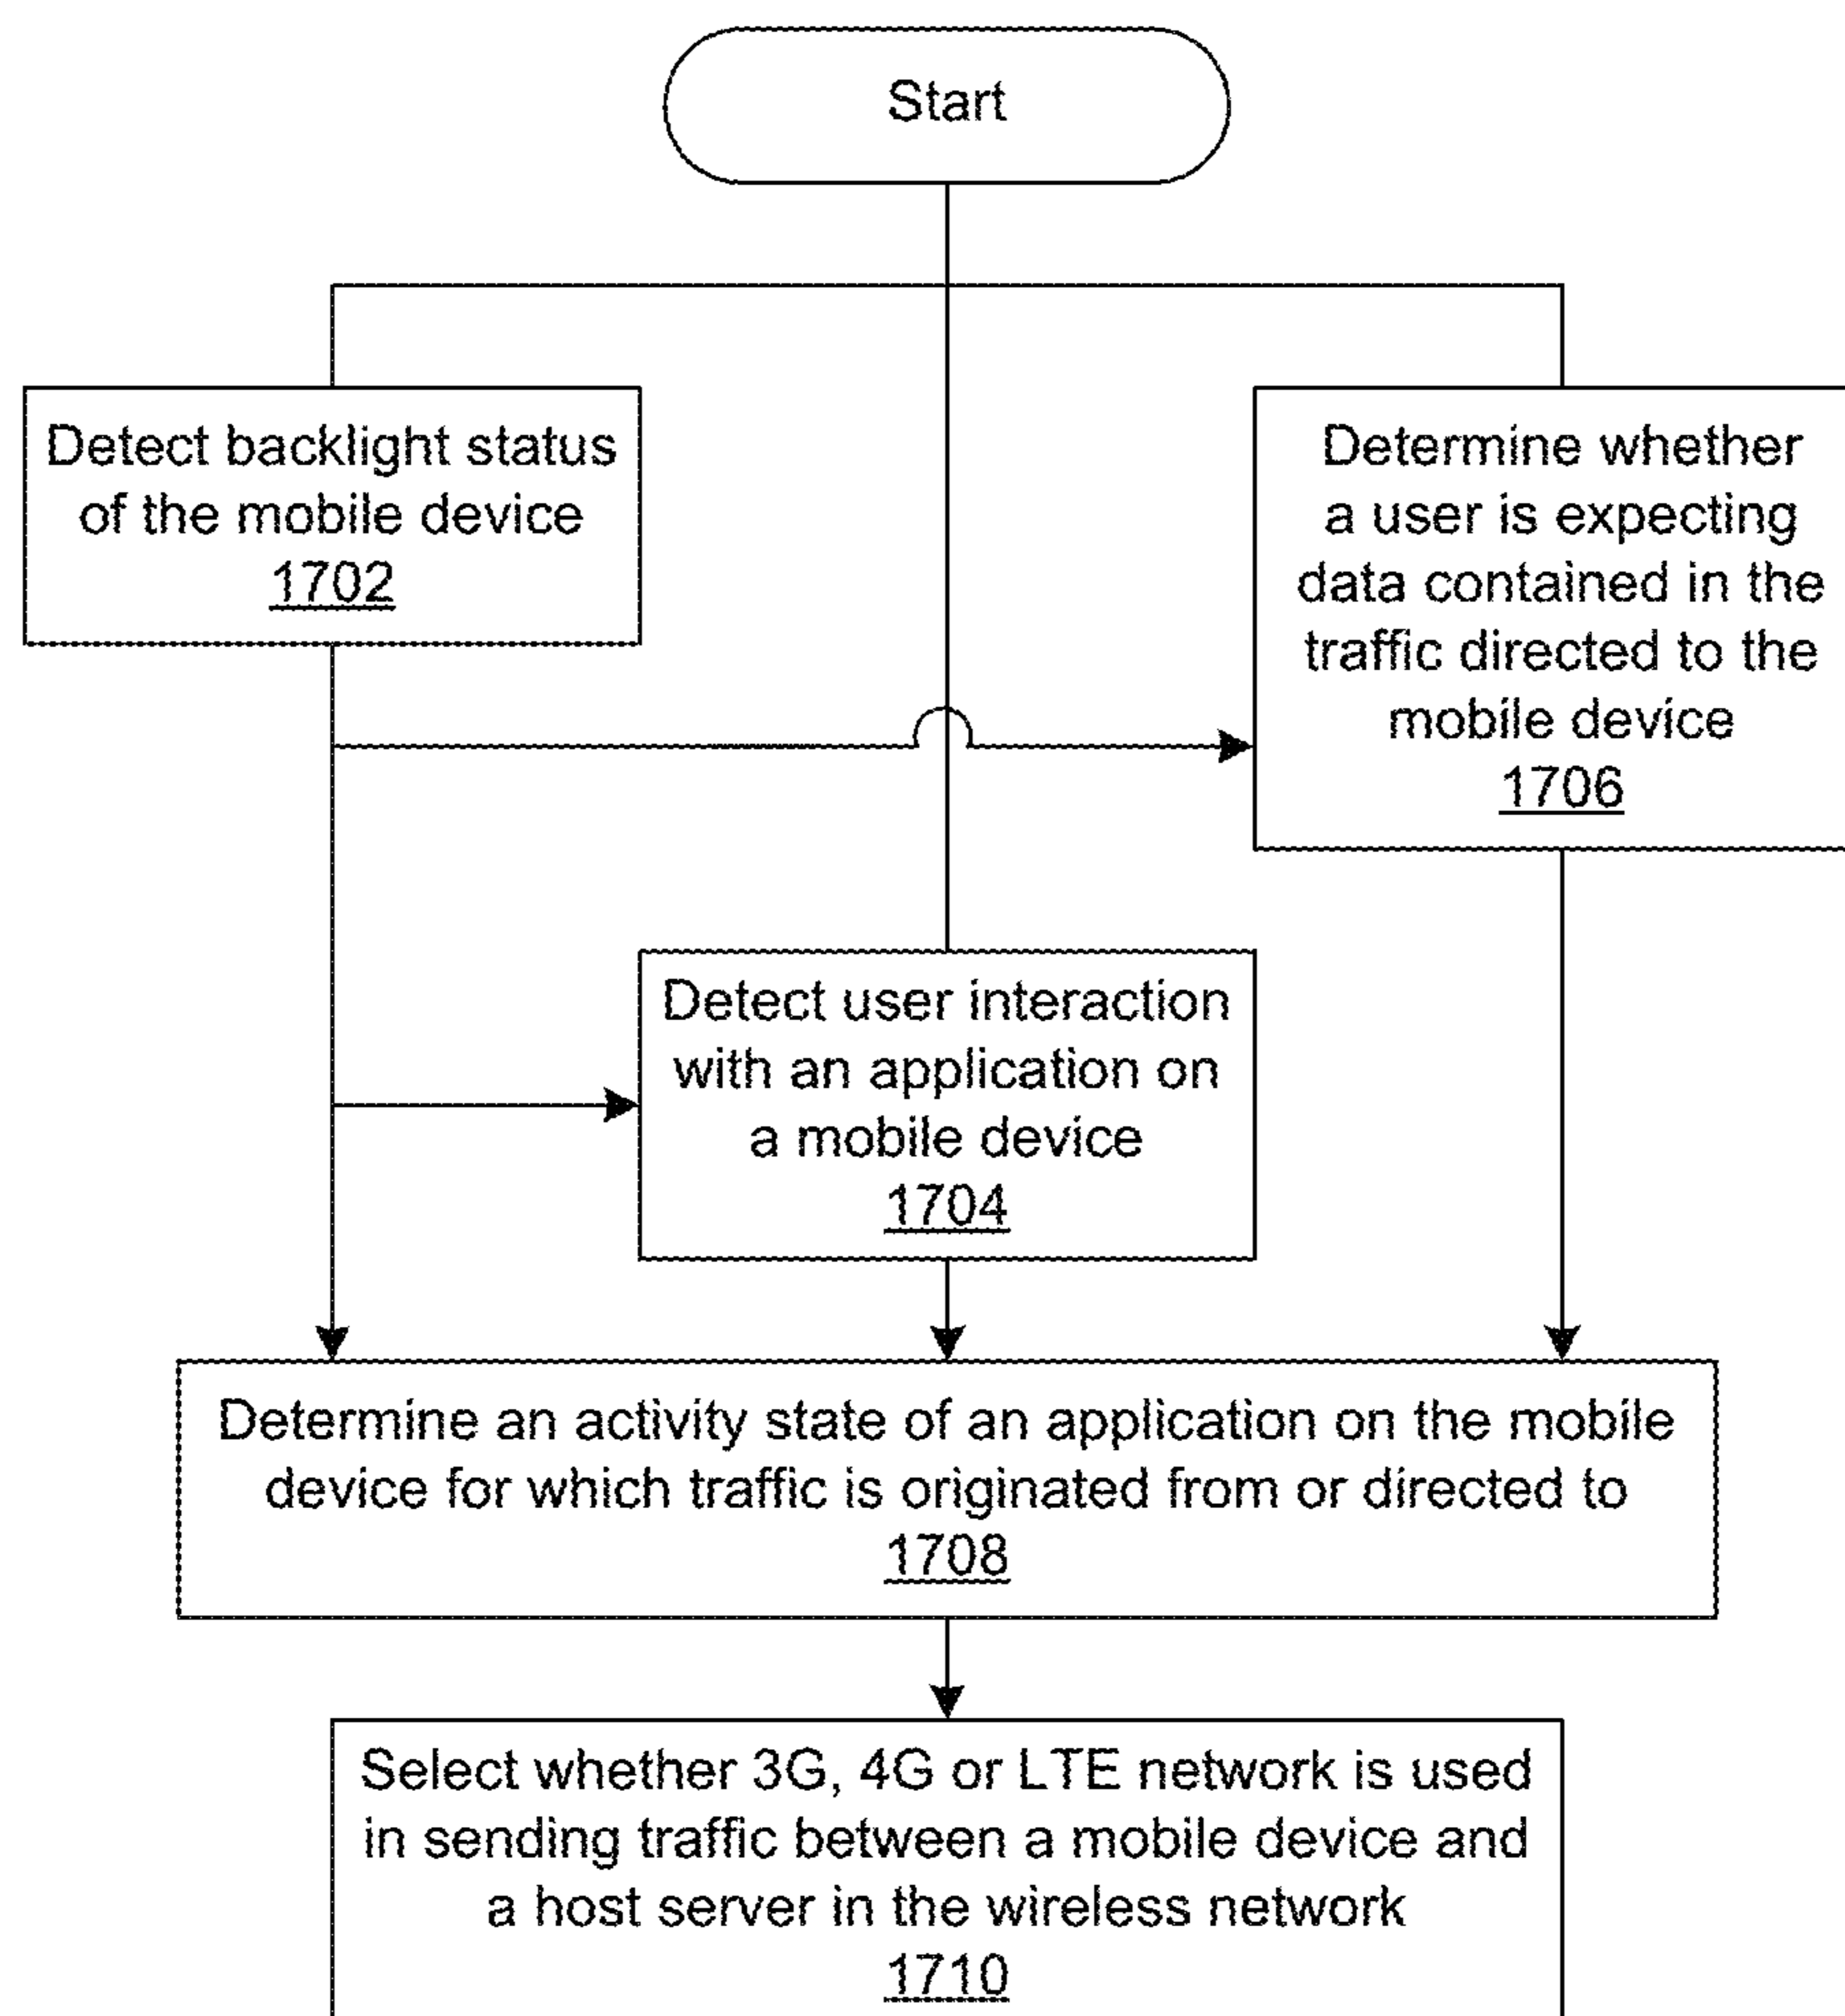 Start
Detect backlight status
of the mobile device
1702
Determine whether
a user is expecting
data contained in the
traffic directed to the
mobile device
1706
Detect user interaction
with an application on
a mobile device
1704
Determine an activity state of an application on the mobile
device for which traffic is originated from or directed to
1708
Select whether 3G, 4G or LTE network is used
in sending traffic between a mobile device and
a host server in the wireless network
1710